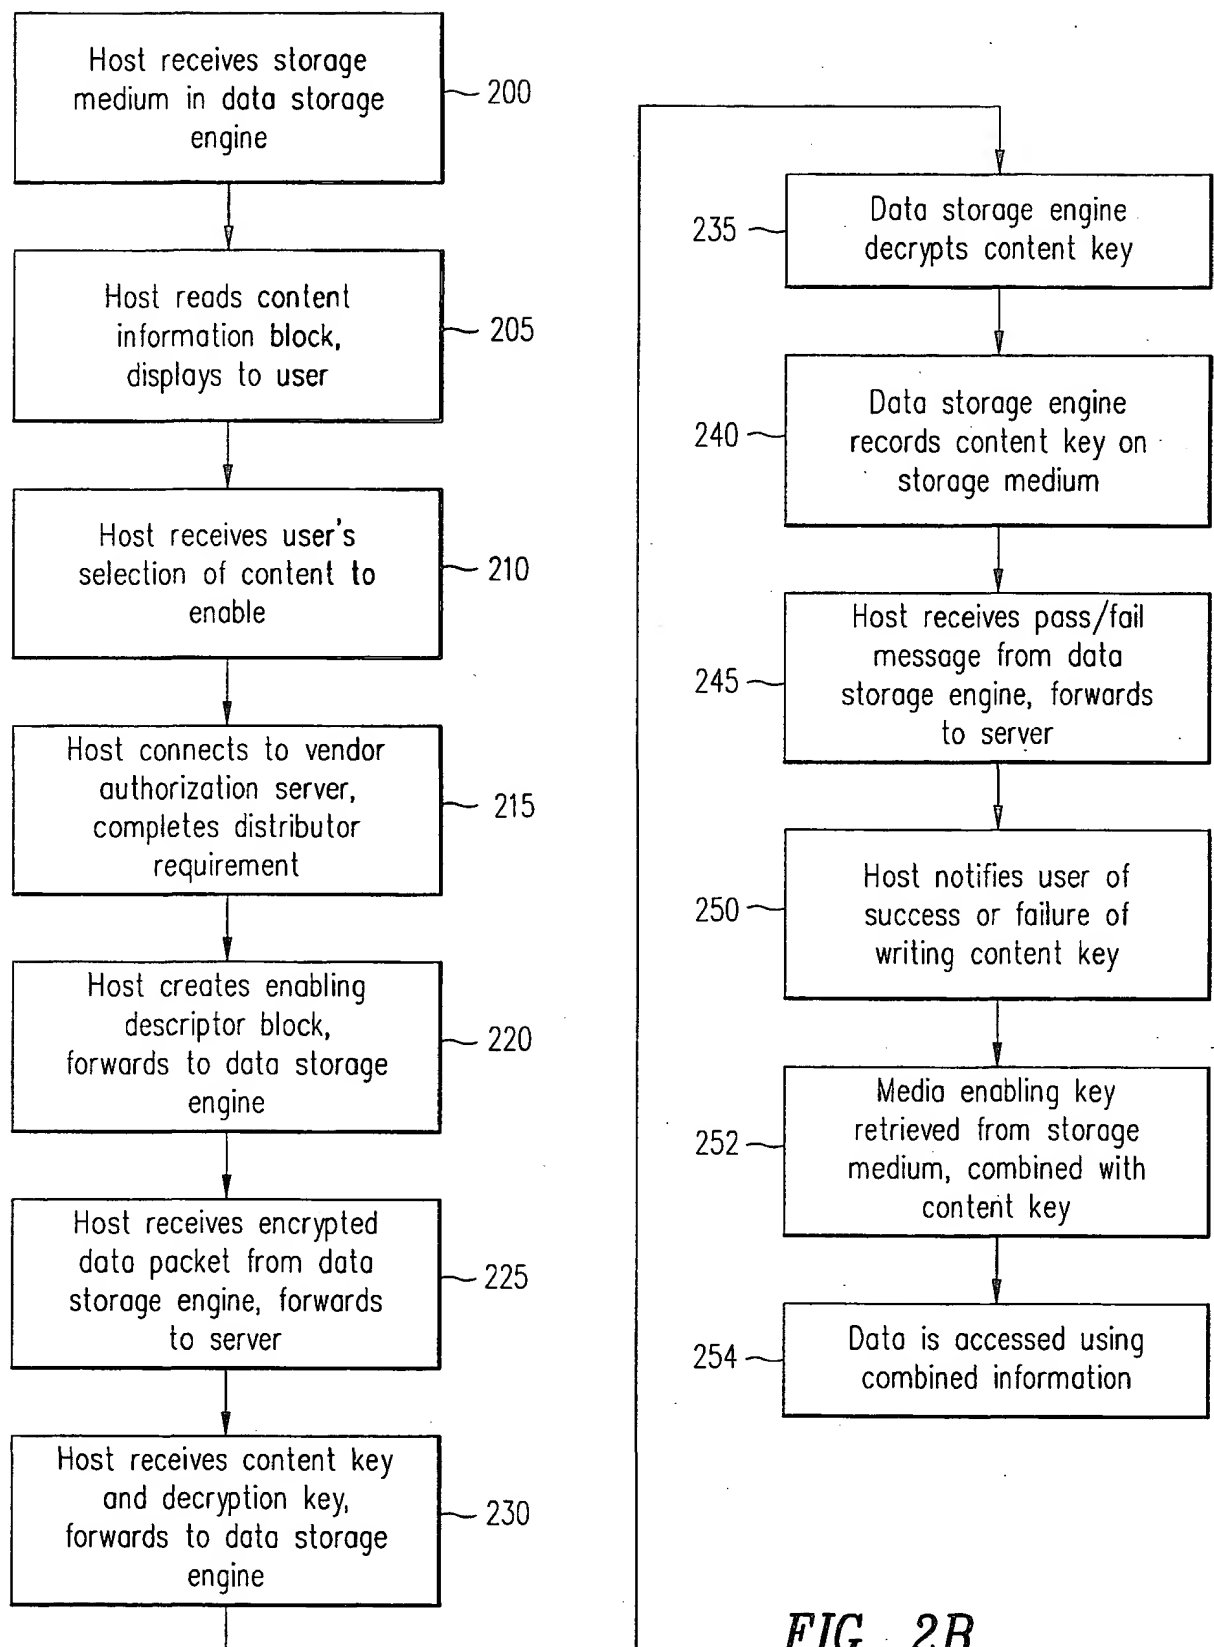 Host receives storage
medium in data storage
engine
200
Host reads content
information block,
displays to user
205
Host receives user's
selection of content to
enable
210
Host connects to vendor
authorization server,
completes distributor
requirement
215
Host creates enabling
descriptor block,
forwards to data storage
engine
220
Host receives encrypted
data packet from data
storage engine, forwards
to server
225
Host receives content key
and decryption key,
forwards to data storage
engine
230
235
Data storage engine
decrypts content key
240
Data storage engine
records content key on
storage medium
245
Host receives pass/fail
message from data
storage engine, forwards
to server
250
Host notifies user of
success or failure of
writing content key
252
Media enabling key
retrieved from storage
medium, combined with
content key
254
Data is accessed using
combined information
FIG. 2B